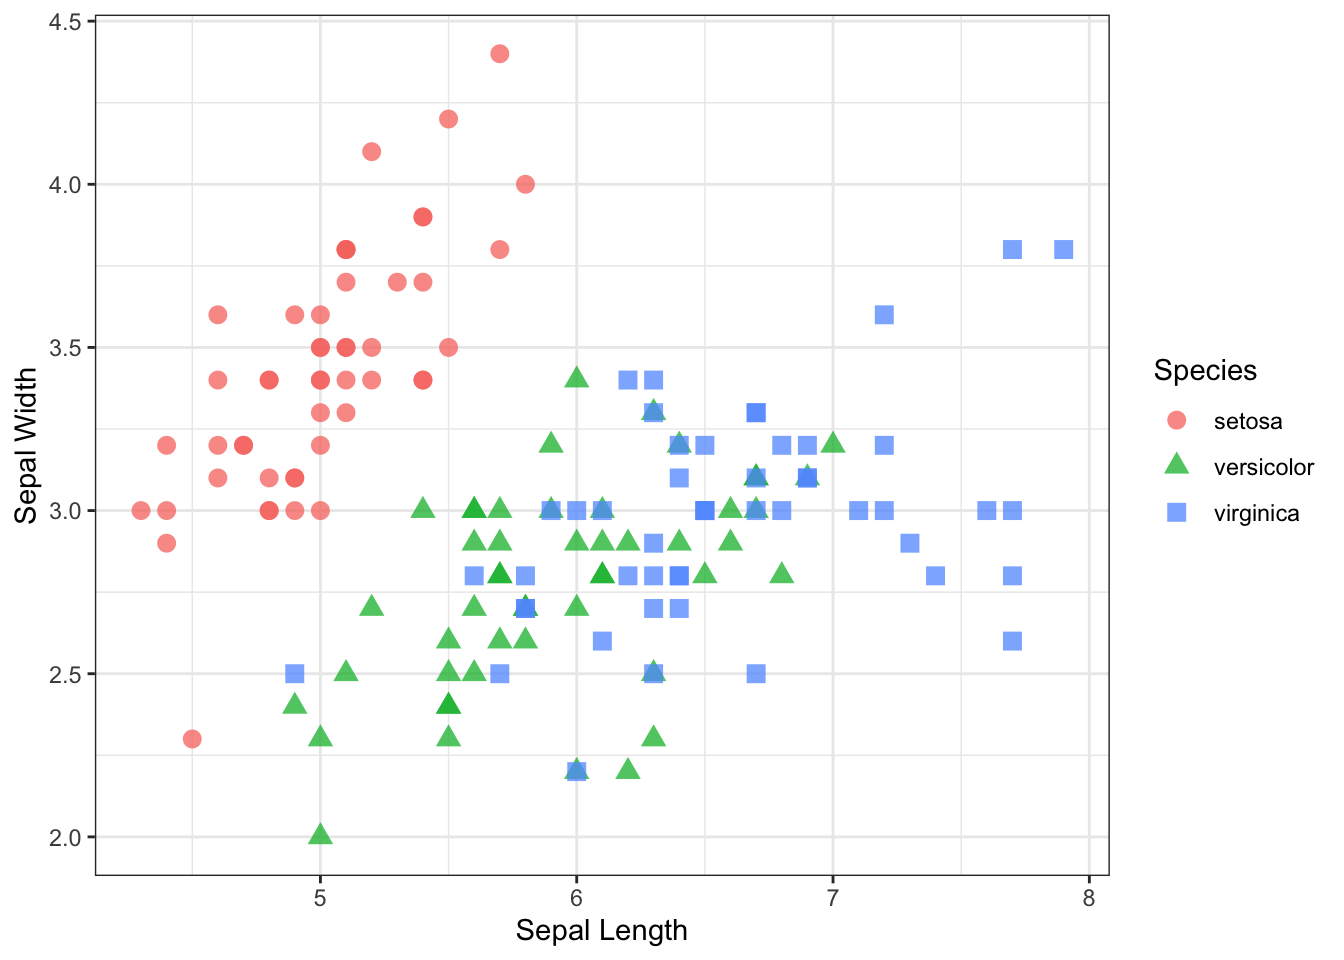 4.5
4.0
3.5
3.0
2.5
2.0
Sepal Width
5 6 7 8
Sepal Length
Species
setosa
versicolor
virginica